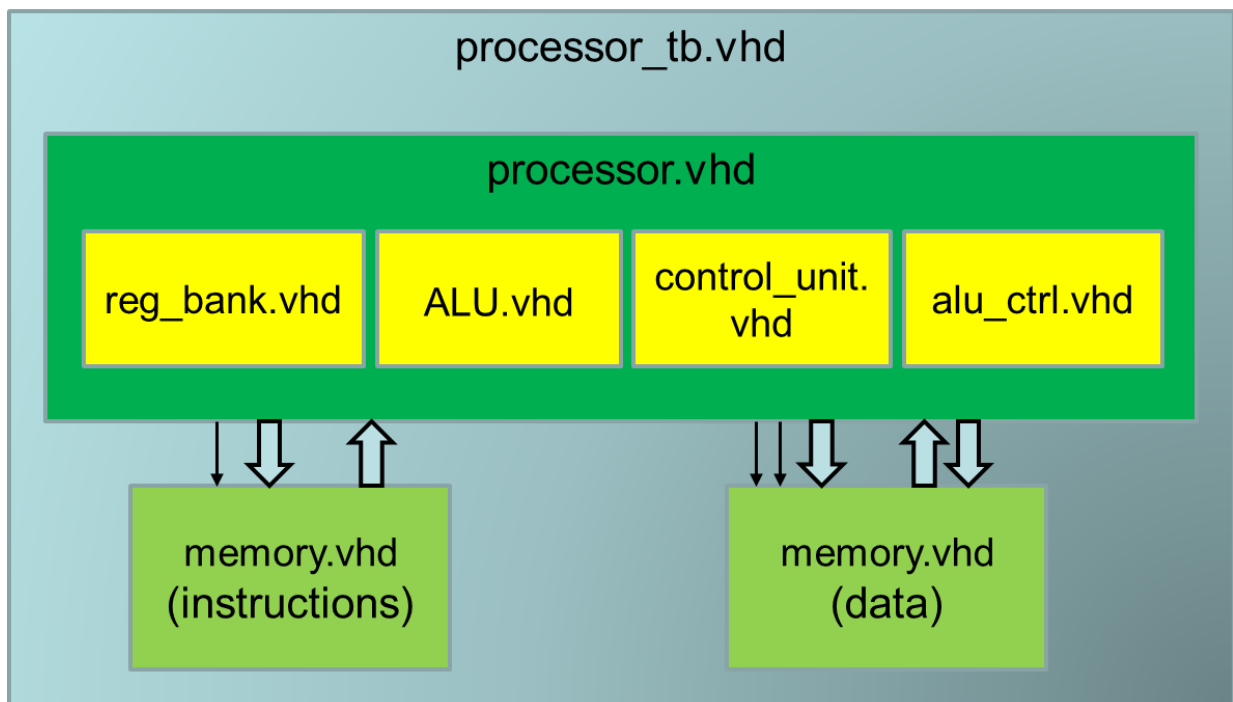 processor_tb.vhd
processor.vhd
reg_bank.vhd
ALU.vhd
control_unit.
vhd
alu_ctrl.vhd
memory.vhd
(instructions)
memory.vhd
(data)